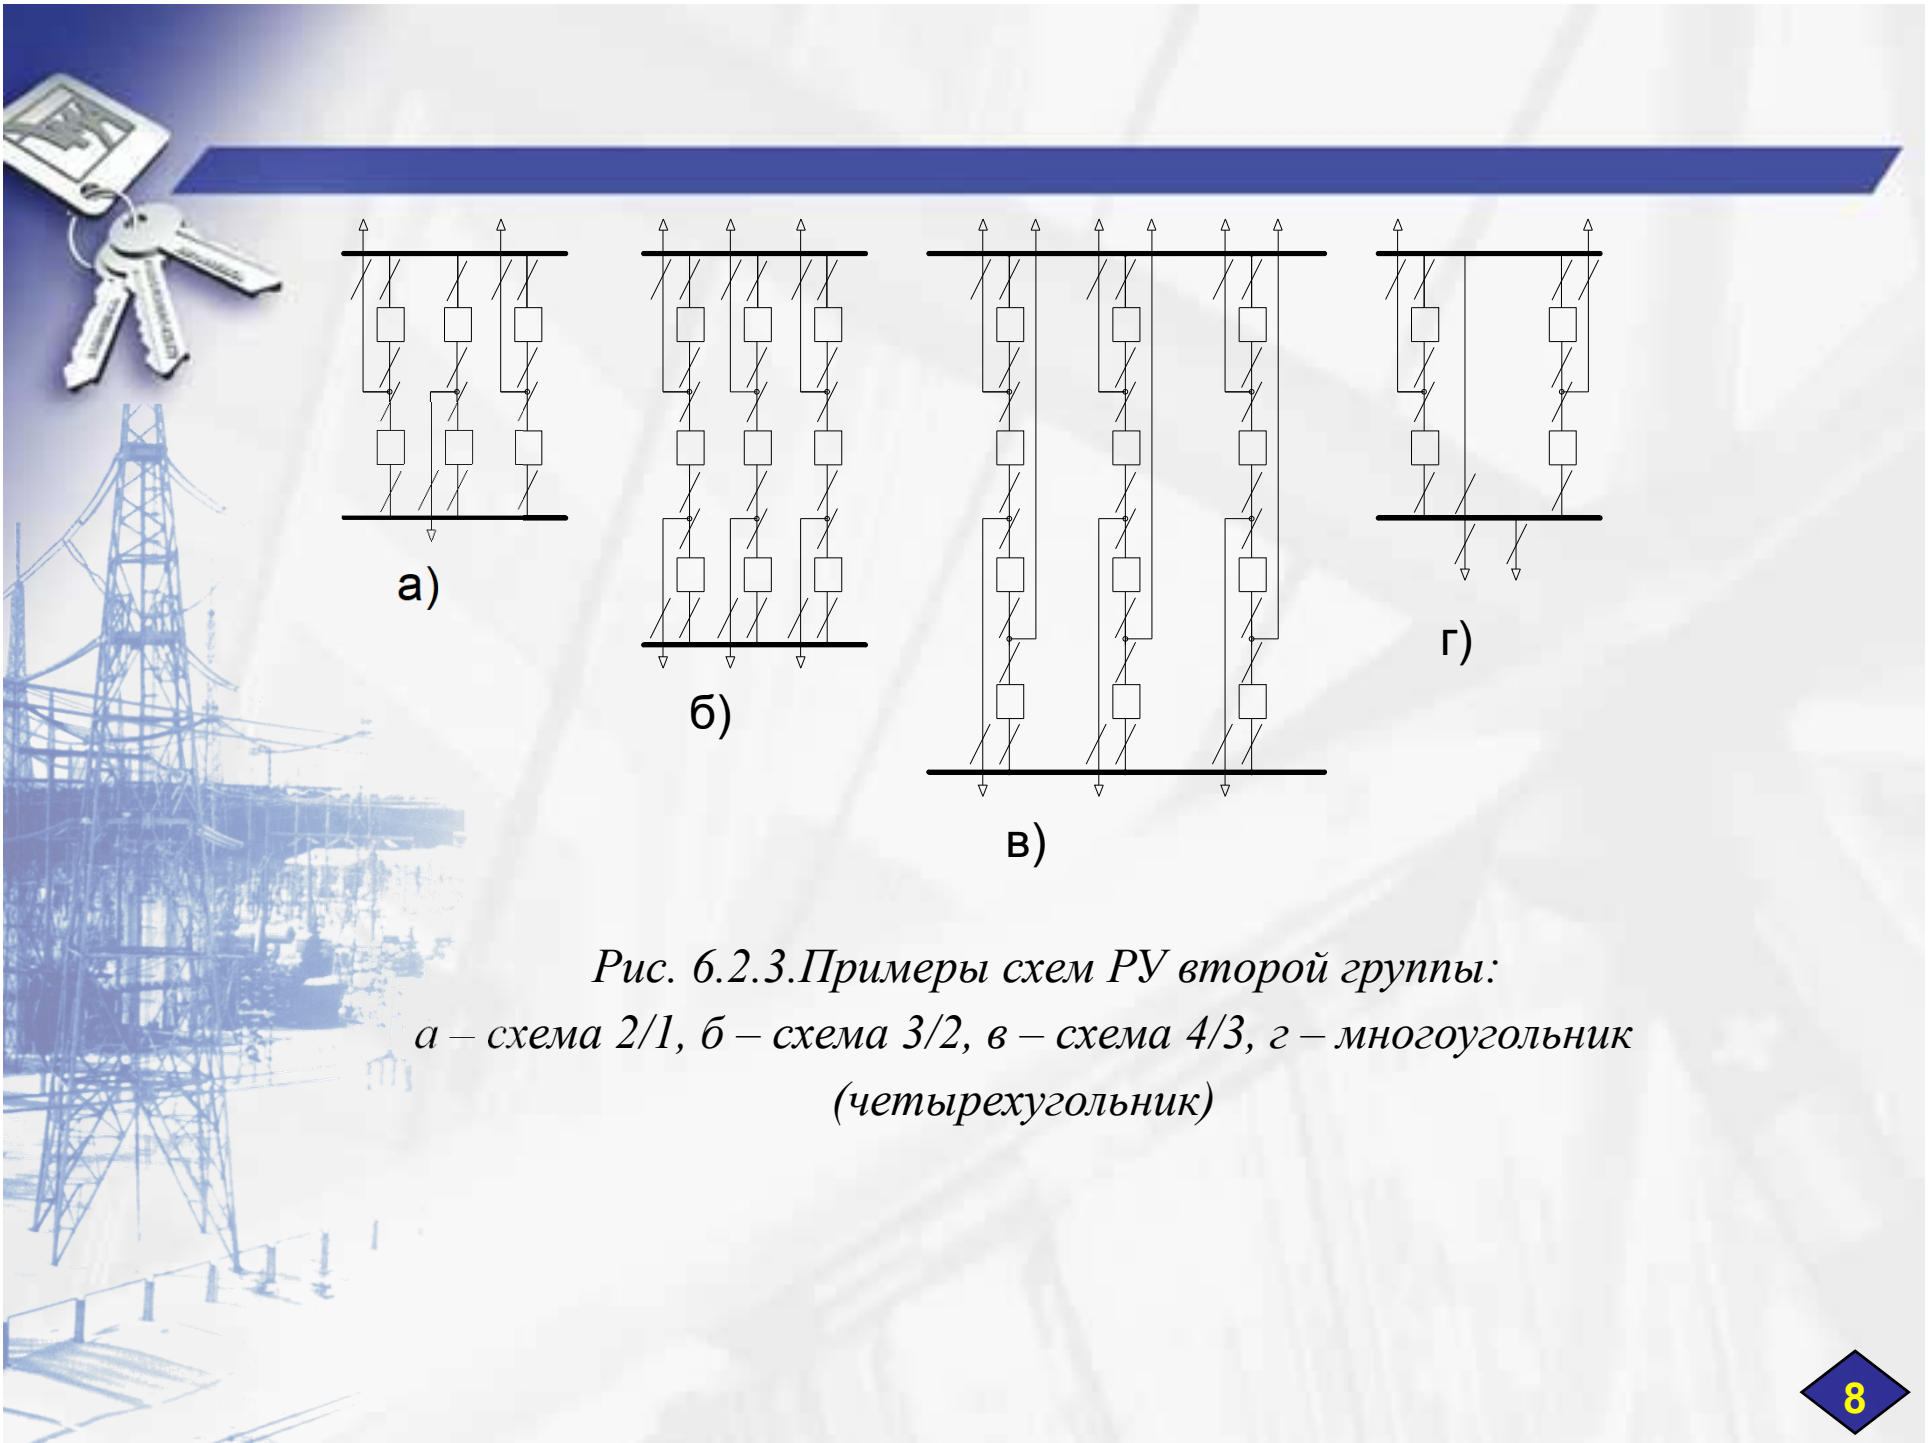 а)
б)
в)
г)
Рис. 6.2.3.Примеры схем РУ второй группы:
а – схема 2/1, б – схема 3/2, в – схема 4/3, г – многоугольник
(четырехугольник)
8